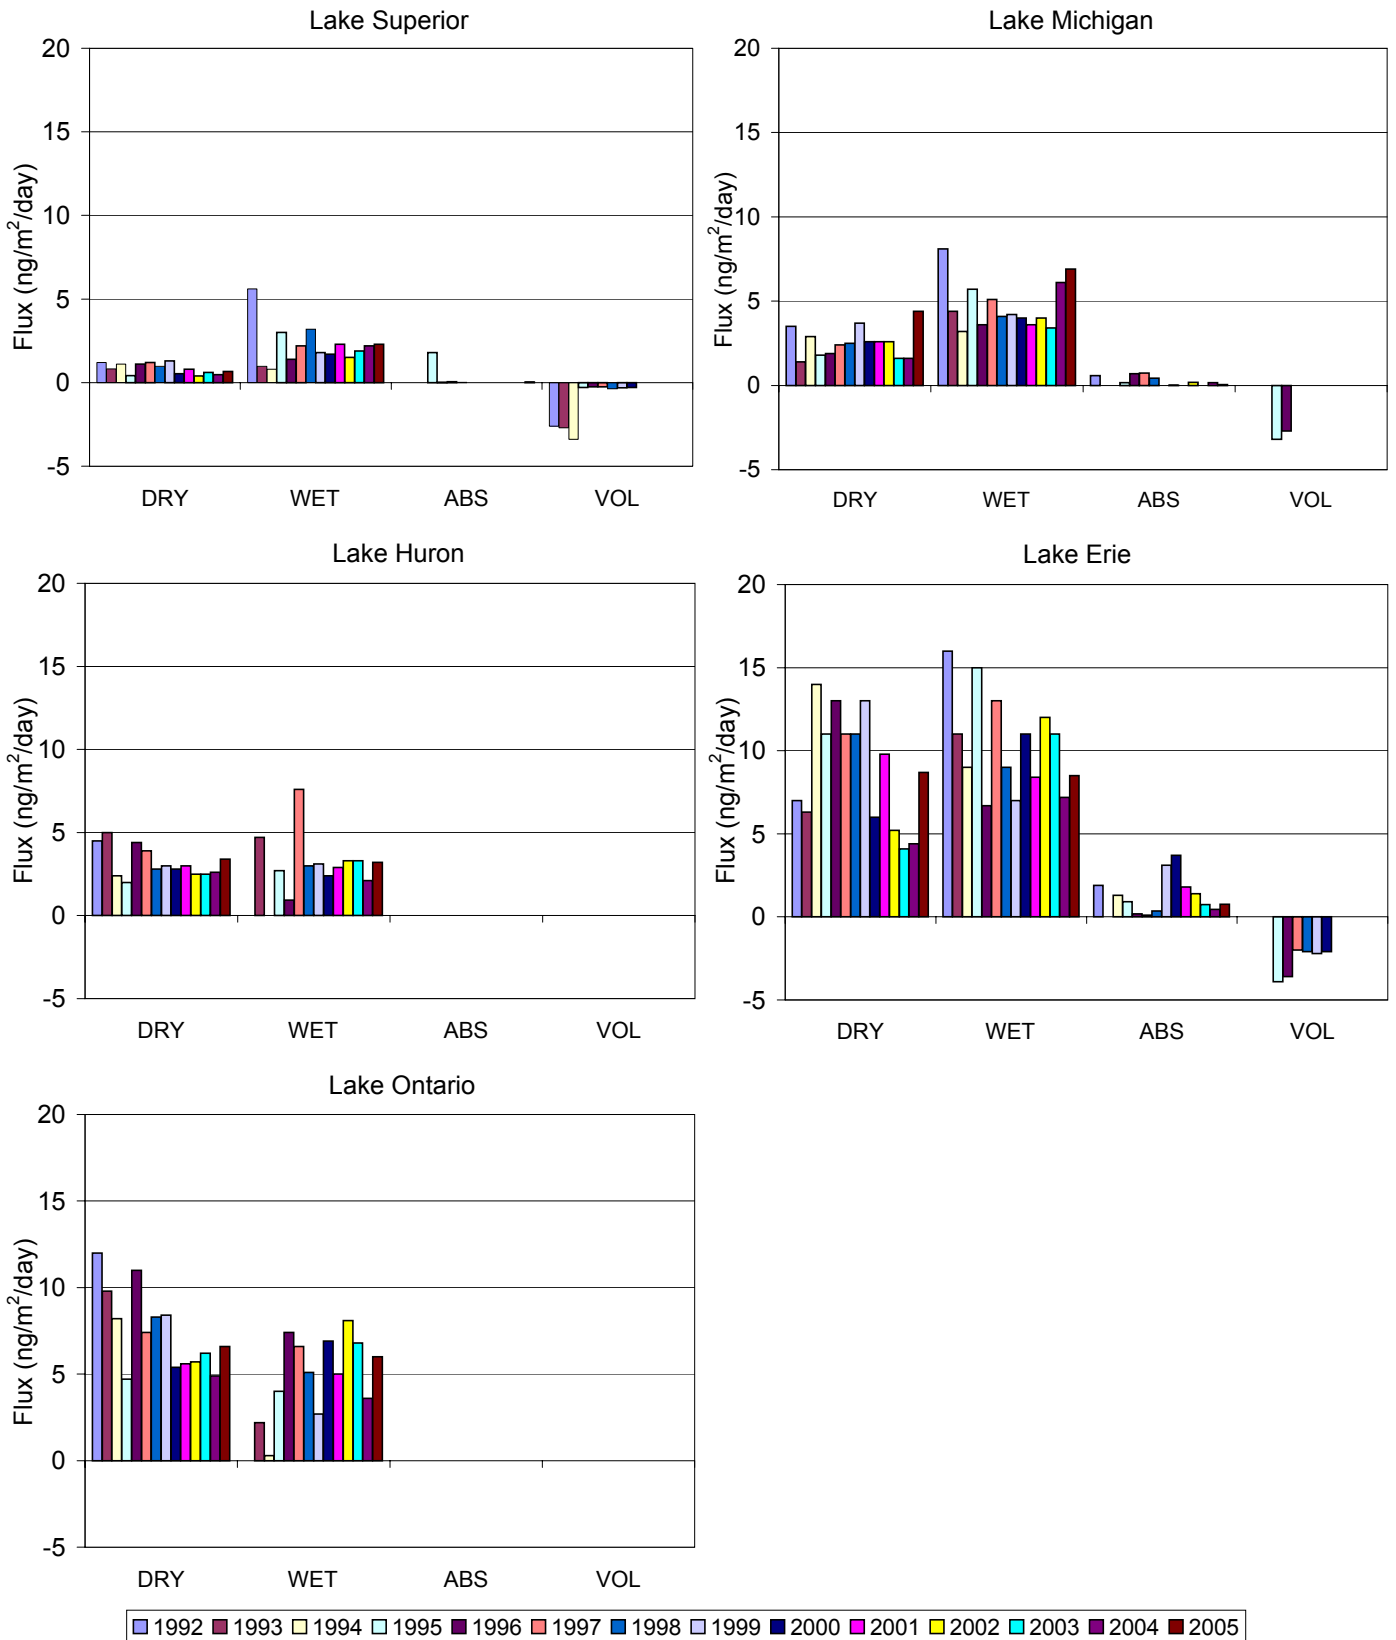 Lake Superior
20
15
10
5
0
-5
Flux (ng/m²/day)
DRY WET ABS VOL
Lake Michigan
20
15
10
5
0
-5
Flux (ng/m²/day)
DRY WET ABS VOL
Lake Huron
20
15
10
5
0
-5
Flux (ng/m²/day)
DRY WET ABS VOL
Lake Erie
20
15
10
5
0
-5
Flux (ng/m²/day)
DRY WET ABS VOL
Lake Ontario
20
15
10
5
0
-5
Flux (ng/m²/day)
DRY WET ABS VOL
1992 1993 1994 1995 1996 1997 1998 1999 2000 2001 2002 2003 2004 2005